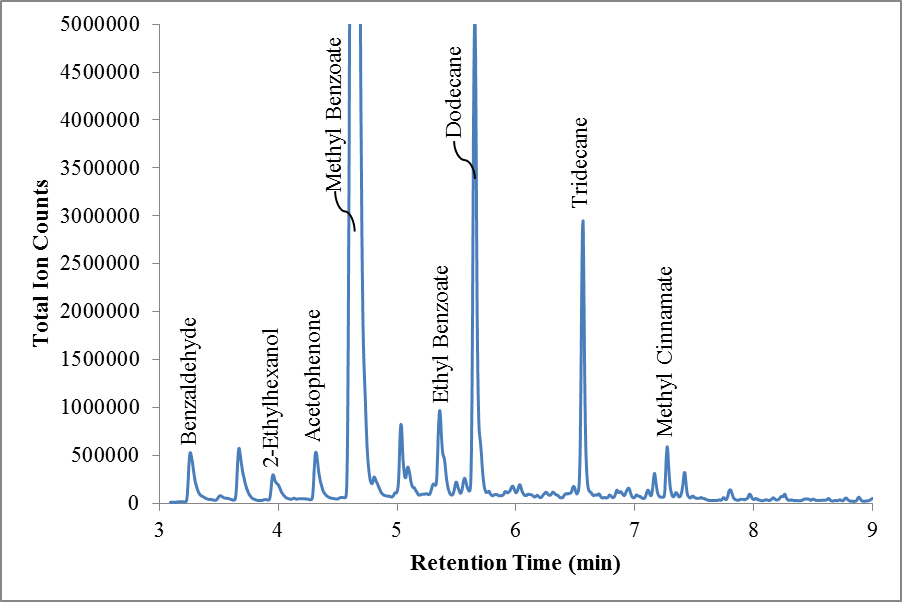 5000000
4500000
4000000
3500000
3000000
2500000
2000000
1500000
1000000
500000
0
Total Ion Counts
Benzaldehyde
2-Ethylhexanol
Acetophenone
Methyl Benzoate
Ethyl Benzoate
Dodecane
Tridecane
Methyl Cinnamate
3 4 5 6 7 8 9
Retention Time (min)